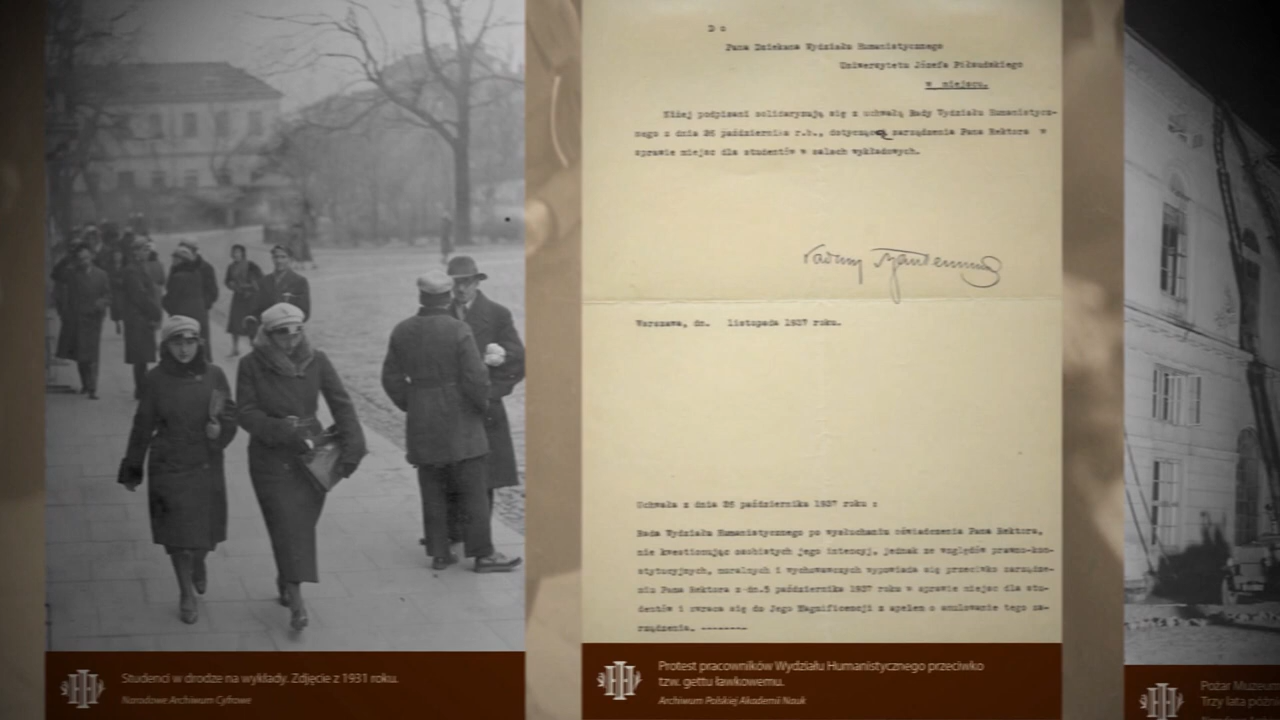 Do
Pana Dziekana Wydziału Humanistycznego
Uniwersytetu Józefa Piłsudskiego
w miejscu.
Niżej podpisani solidaryzują się z uchwałą Rady Wydziału Humanistycz-
nego z dnia 26 października r.b., dotyczącą zarządzenia Pana Rektora w
sprawie miejsc dla studentów w salach wykładowych.
Tadeusz Manteuffel
Warszawa, dn. listopada 1937 roku.
Uchwała z dnia 26 października 1937 roku :
Rada Wydziału Humanistycznego po wysłuchaniu oświadczenia Pana Rektora,
nie kwestionując osobistych jego intencyj, jednak ze względów prawno-kon-
stytucyjnych, moralnych i wychowawczych wypowiada się przeciwko zarządze-
niu Pana Rektora z dn.5 października 1937 roku w sprawie miejsc dla stu-
dentów i zwraca się do Jego Magnificencji z apelem o anulowanie tego za-
rządzenia. --------
IH
Studenci w drodze na wykłady. Zdjęcie z 1931 roku.
Narodowe Archiwum Cyfrowe
IH
Protest pracowników Wydziału Humanistycznego przeciwko
tzw. gettu ławkowemu.
Archiwum Polskiej Akademii Nauk
IH
Pożar Muzeum
Trzy lata późni